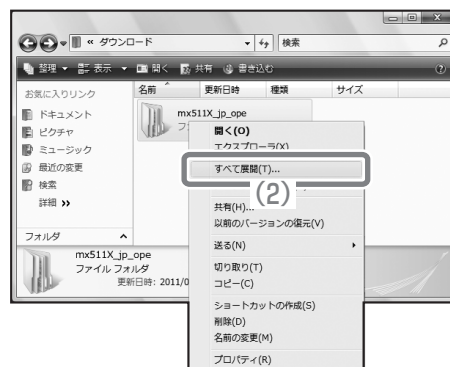 « ダウンロード
検索
整理 表示 開く 共有 書き込む
お気に入りリンク
名前 更新日時 種類 サイズ
ドキュメント
ピクチャ
ミュージック
最近の変更
検索
詳細 »
フォルダ
mx511X_jp_ope
開く(O)
エクスプローラ(X)
すべて展開(T)...
(2)
共有(H)...
以前のバージョンの復元(V)
送る(N)
切り取り(T)
コピー(C)
ショートカットの作成(S)
削除(D)
名前の変更(M)
プロパティ(R)
mx511X_jp_ope
ファイル フォルダ
更新日時: 2011/0